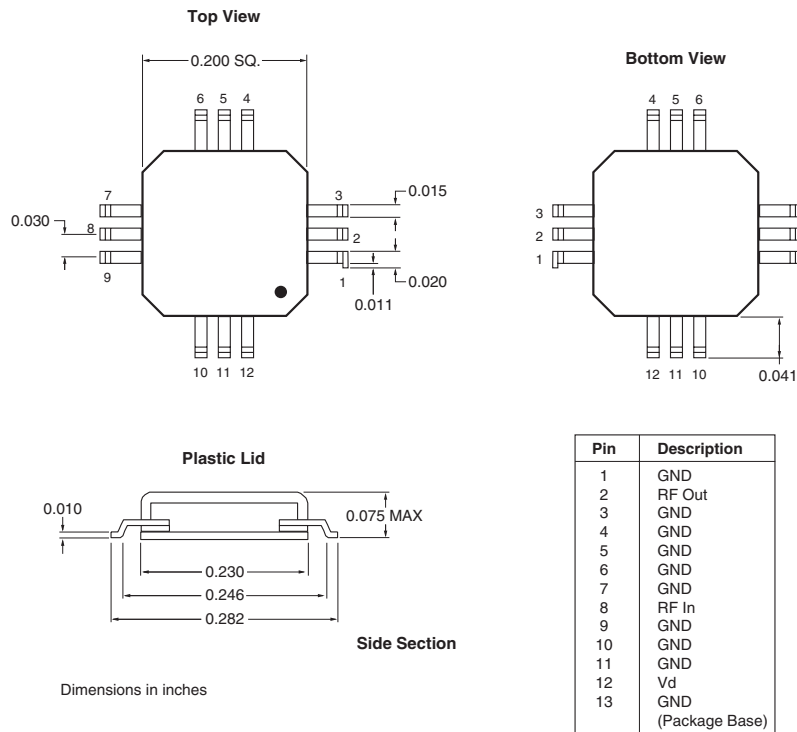 Top View
0.200 SQ.
6 5 4
7
8
9
0.030
3
2
1
0.015
0.020
0.011
10 11 12
Bottom View
4 5 6
3
2
1
12 11 10
0.041
Plastic Lid
0.010
0.075 MAX
0.230
0.246
0.282
Side Section
Dimensions in inches
Pin Description
1 GND
2 RF Out
3 GND
4 GND
5 GND
6 GND
7 GND
8 RF In
9 GND
10 GND
11 GND
12 Vd
13 GND
(Package Base)